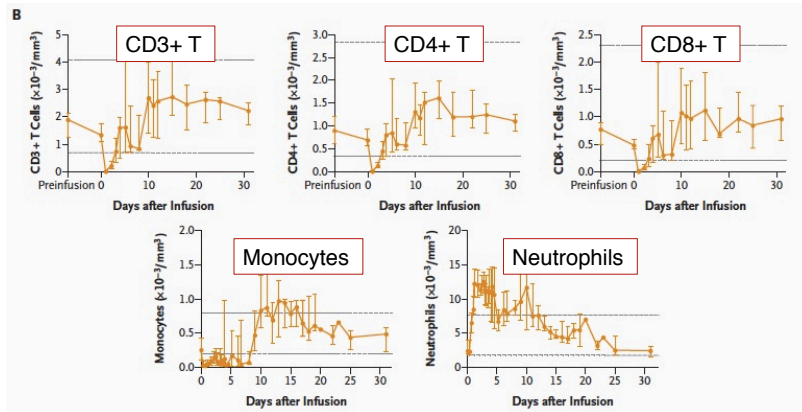 B
CD3+ T
CD3+ T Cells (×10⁻³/mm³)
5
4
3
2
1
0
Preinfusion 0 10 20 30
Days after Infusion
CD4+ T
CD4+ T Cells (×10⁻³/mm³)
3.0
2.5
2.0
1.5
1.0
0.5
0.0
Preinfusion 0 10 20 30
Days after Infusion
CD8+ T
CD8+ T Cells (×10⁻³/mm³)
2.5
2.0
1.5
1.0
0.5
0.0
Preinfusion 0 10 20 30
Days after Infusion
Monocytes
Monocytes (×10⁻³/mm³)
2.0
1.5
1.0
0.5
0.0
0 5 10 15 20 25 30
Days after Infusion
Neutrophils
Neutrophils (×10⁻³/mm³)
20
15
10
5
0
0 5 10 15 20 25 30
Days after Infusion